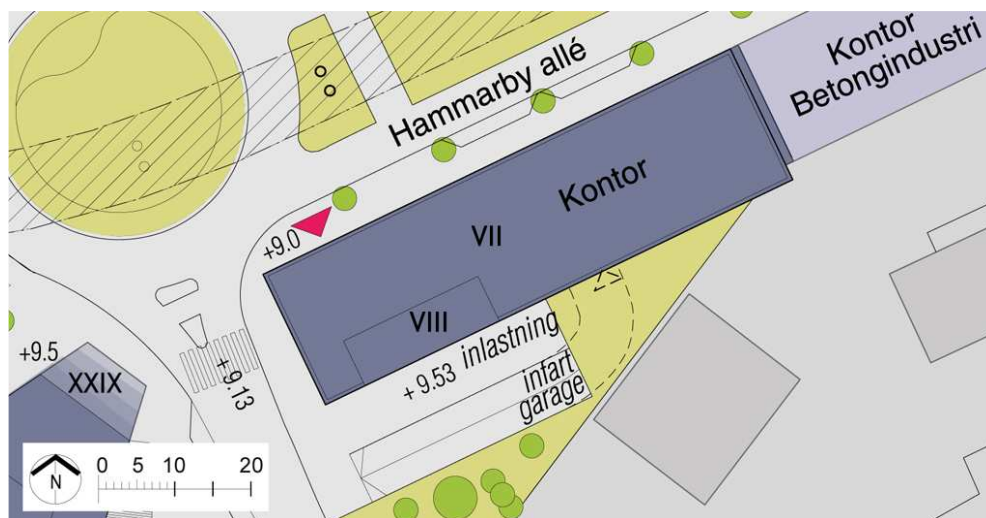 Hammarby allé
Kontor
Betongindustri
Kontor
VII
VIII
+9.0
+9.5
XXIX
+9.13
+ 9.53 inlastning
infart
garage
N
0 5 10 20